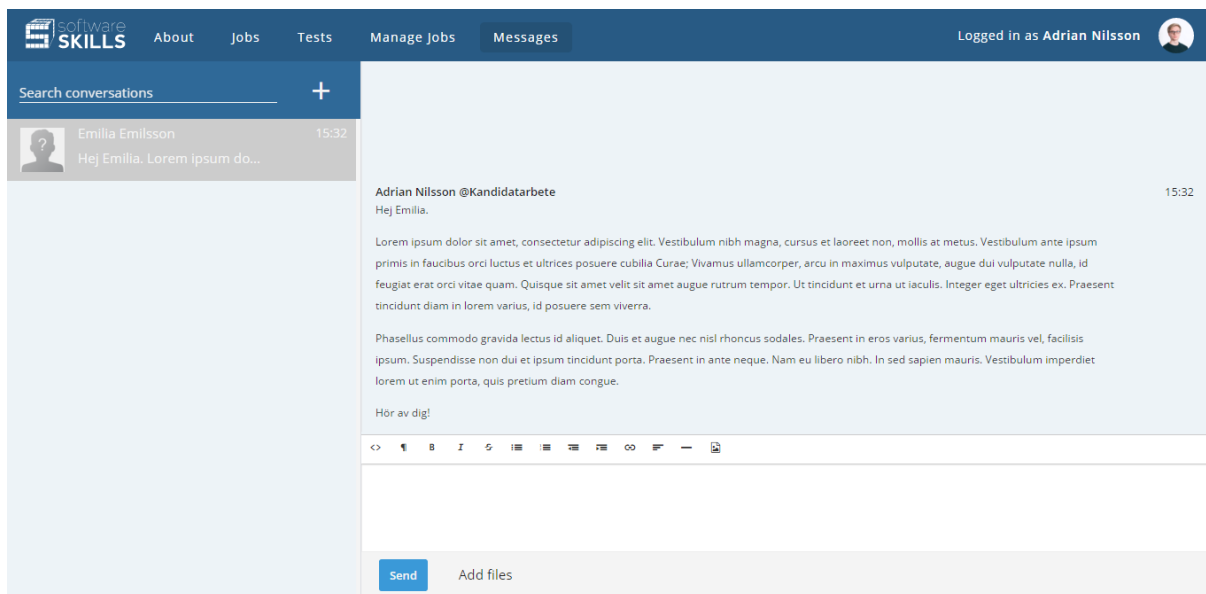 software
SKILLS
About
Jobs
Tests
Manage Jobs
Messages
Logged in as Adrian Nilsson
Search conversations
+
Emilia Emilsson
15:32
Hej Emilia. Lorem ipsum do...
Adrian Nilsson @Kandidatarbete
15:32
Hej Emilia.
Lorem ipsum dolor sit amet, consectetur adipiscing elit. Vestibulum nibh magna, cursus et laoreet non, mollis at metus. Vestibulum ante ipsum
primis in faucibus orci luctus et ultrices posuere cubilia Curae; Vivamus ullamcorper, arcu in maximus vulputate, augue dui vulputate nulla, id
feugiat erat orci vitae quam. Quisque sit amet velit sit amet augue rutrum tempor. Ut tincidunt et urna ut iaculis. Integer eget ultricies ex. Praesent
tincidunt diam in lorem varius, id posuere sem viverra.
Phasellus commodo gravida lectus id aliquet. Duis et augue nec nisl rhoncus sodales. Praesent in eros varius, fermentum mauris vel, facilisis
ipsum. Suspendisse non dui et ipsum tincidunt porta. Praesent in ante neque. Nam eu libero nibh. In sed sapien mauris. Vestibulum imperdiet
lorem ut enim porta, quis pretium diam congue.
Hör av dig!
<> ¶ B I S
Send
Add files